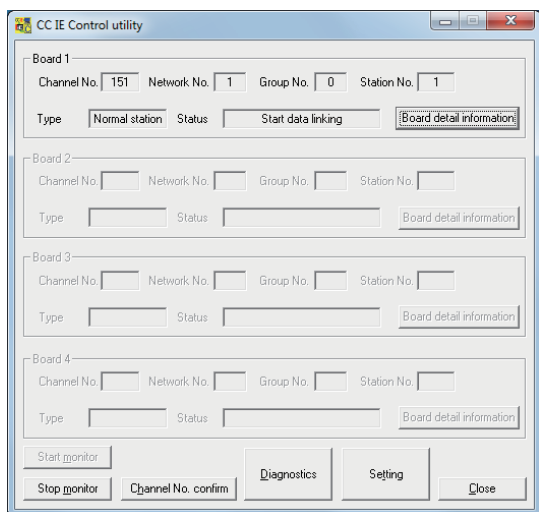 CC IE Control utility
Board 1
Channel No. 151 Network No. 1 Group No. 0 Station No. 1
Type Normal station Status Start data linking Board detail information
Board 2
Channel No. Network No. Group No. Station No.
Type Status Board detail information
Board 3
Channel No. Network No. Group No. Station No.
Type Status Board detail information
Board 4
Channel No. Network No. Group No. Station No.
Type Status Board detail information
Start monitor
Diagnostics Setting
Stop monitor Channel No. confirm Close